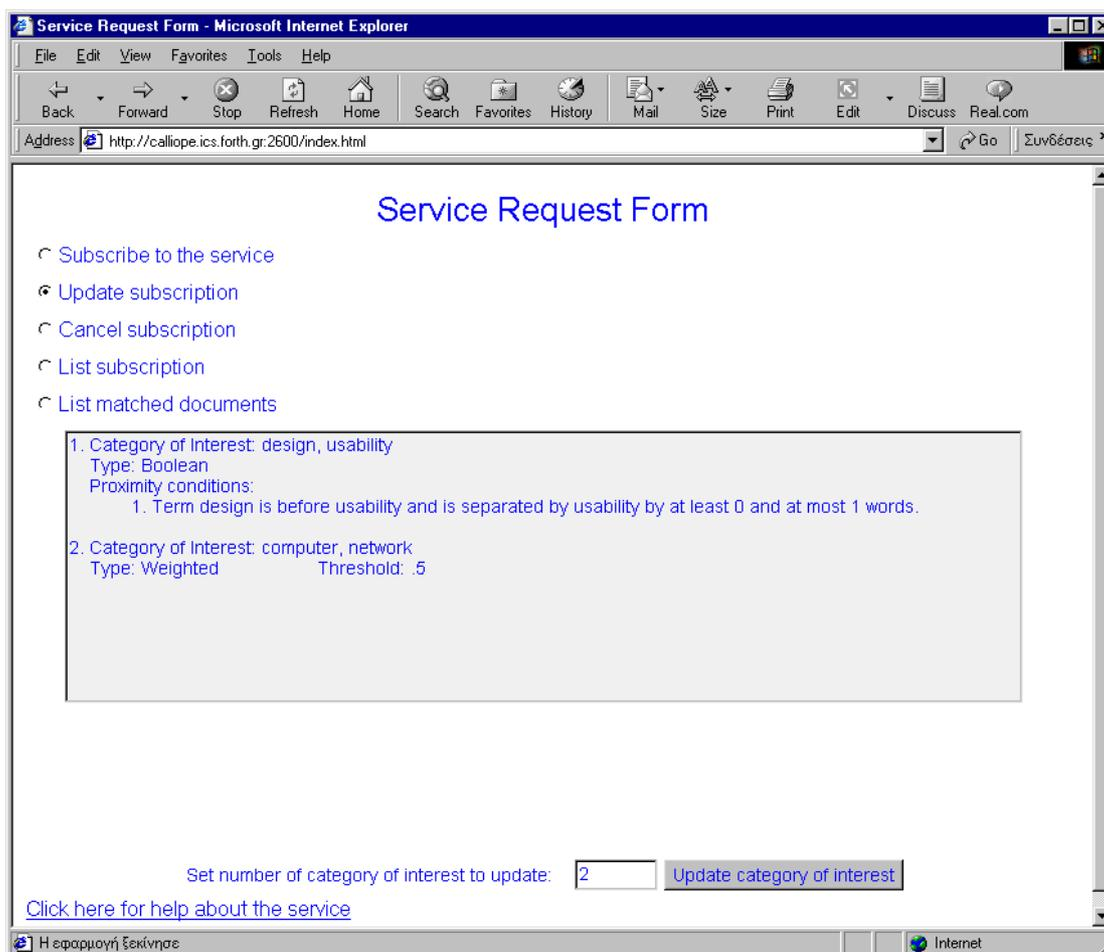 Service Request Form - Microsoft Internet Explorer
File Edit View Favorites Tools Help
Back Forward Stop Refresh Home Search Favorites History Mail Size Print Edit Discuss Real.com
Address http://calliope.ics.forth.gr:2600/index.html Go Συνδέσεις
Service Request Form
Subscribe to the service
Update subscription
Cancel subscription
List subscription
List matched documents
1. Category of Interest: design, usability
Type: Boolean
Proximity conditions:
1. Term design is before usability and is separated by usability by at least 0 and at most 1 words.
2. Category of Interest: computer, network
Type: Weighted Threshold: .5
Set number of category of interest to update: 2 Update category of interest
Click here for help about the service
Η εφαρμογή ξεκίνησε Internet